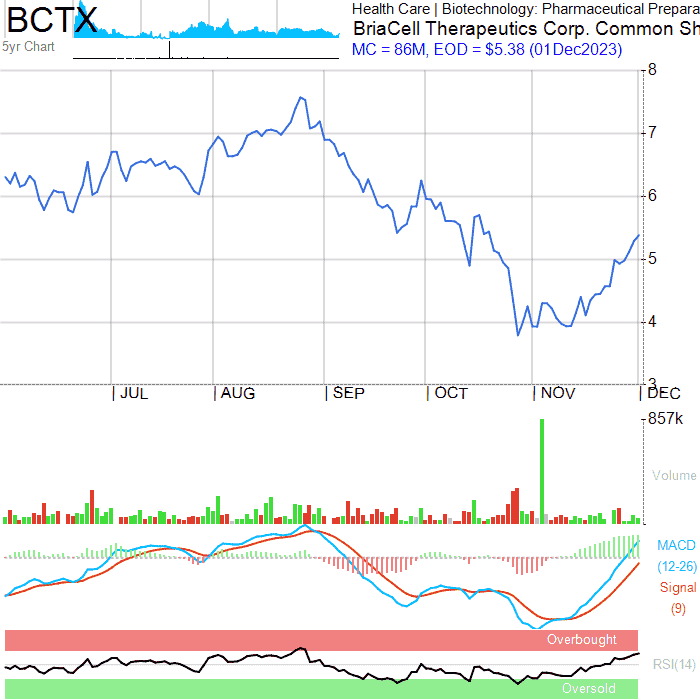 BCTX
5yr Chart
Health Care | Biotechnology: Pharmaceutical Prepara
BriaCell Therapeutics Corp. Common Sh
MC = 86M, EOD = $5.38 (01Dec2023)
8
7
6
5
4
3
JUL AUG SEP OCT NOV DEC
857k
Volume
MACD
(12-26)
Signal
(9)
Overbought
RSI(14)
Oversold